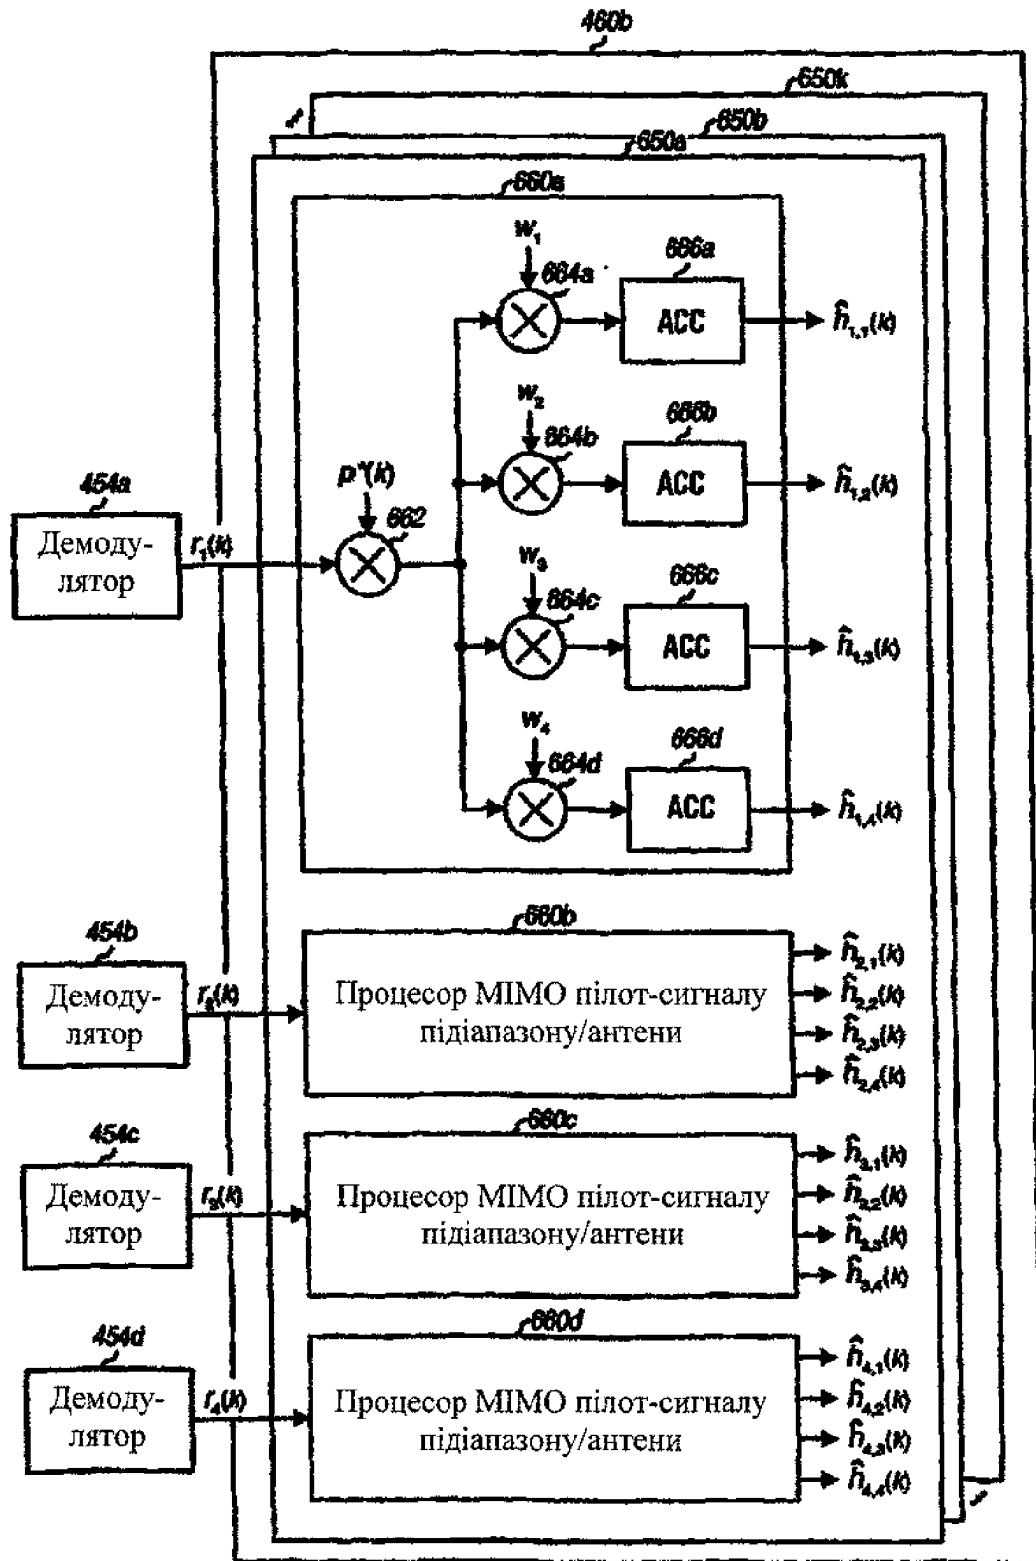 460b
650k
650b
650a
660a
w₁
664a
666a
ACC
ĥ₁,₁(k)
w₂
664b
666b
ACC
ĥ₁,₂(k)
454a
Демоду-
лятор
r₁(k)
p*(k)
662
w₃
664c
666c
ACC
ĥ₁,₃(k)
w₄
664d
666d
ACC
ĥ₁,₄(k)
454b
Демоду-
лятор
r₂(k)
660b
Процесор MIMO пілот-сигналу
підіапазону/антени
ĥ₂,₁(k)
ĥ₂,₂(k)
ĥ₂,₃(k)
ĥ₂,₄(k)
454c
Демоду-
лятор
r₃(k)
660c
Процесор MIMO пілот-сигналу
підіапазону/антени
ĥ₃,₁(k)
ĥ₃,₂(k)
ĥ₃,₃(k)
ĥ₃,₄(k)
454d
Демоду-
лятор
r₄(k)
660d
Процесор MIMO пілот-сигналу
підіапазону/антени
ĥ₄,₁(k)
ĥ₄,₂(k)
ĥ₄,₃(k)
ĥ₄,₄(k)